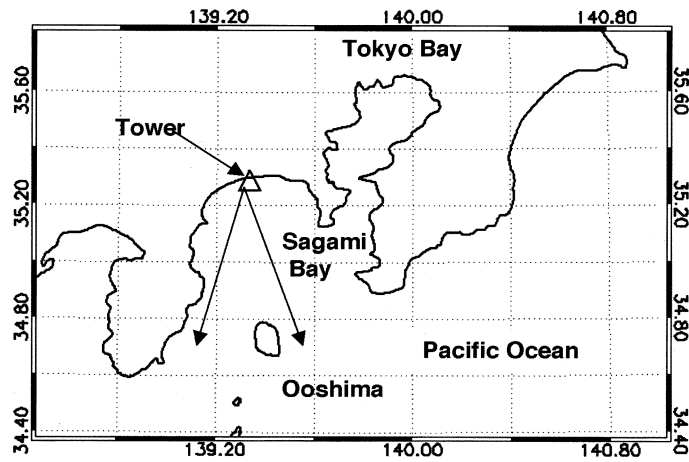 139.20 140.00 140.80
Tokyo Bay
35.60 35.60
Tower
35.20 35.20
Sagami
Bay
34.80 34.80
Pacific Ocean
Ooshima
34.40 34.40
139.20 140.00 140.80